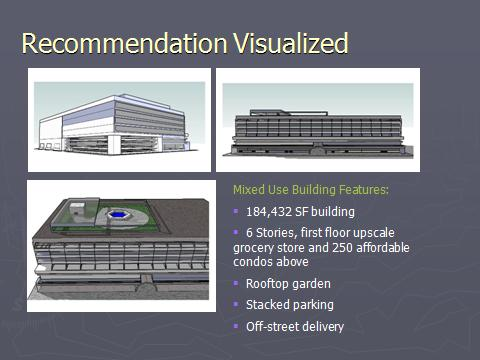 Recommendation Visualized
Mixed Use Building Features:
184,432 SF building
6 Stories, first floor upscale
grocery store and 250 affordable
condos above
Rooftop garden
Stacked parking
Off-street delivery